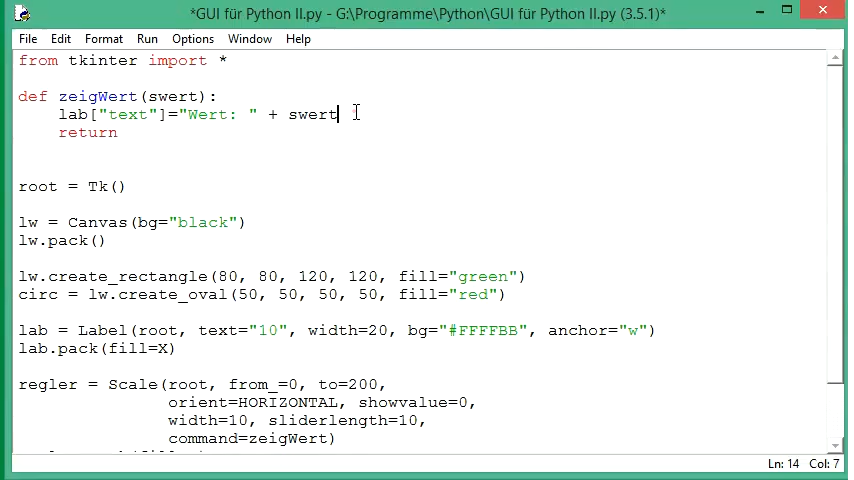 *GUI für Python II.py - G:\Programme\Python\GUI für Python II.py (3.5.1)*
File Edit Format Run Options Window Help
from tkinter import *
def zeigWert(swert):
    lab["text"]="Wert: " + swert
    return
root = Tk()
lw = Canvas(bg="black")
lw.pack()
lw.create_rectangle(80, 80, 120, 120, fill="green")
circ = lw.create_oval(50, 50, 50, 50, fill="red")
lab = Label(root, text="10", width=20, bg="#FFFFBB", anchor="w")
lab.pack(fill=X)
regler = Scale(root, from_=0, to=200,
               orient=HORIZONTAL, showvalue=0,
               width=10, sliderlength=10,
               command=zeigWert)
Ln: 14 Col: 7